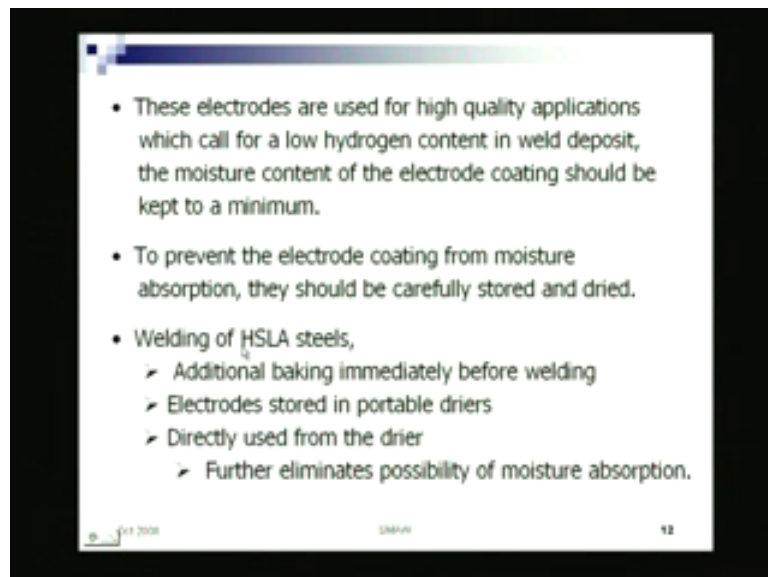 • These electrodes are used for high quality applications
which call for a low hydrogen content in weld deposit,
the moisture content of the electrode coating should be
kept to a minimum.
• To prevent the electrode coating from moisture
absorption, they should be carefully stored and dried.
• Welding of HSLA steels,
➢ Additional baking immediately before welding
➢ Electrodes stored in portable driers
➢ Directly used from the drier
➢ Further eliminates possibility of moisture absorption.
Oct 2008 SMAW 12